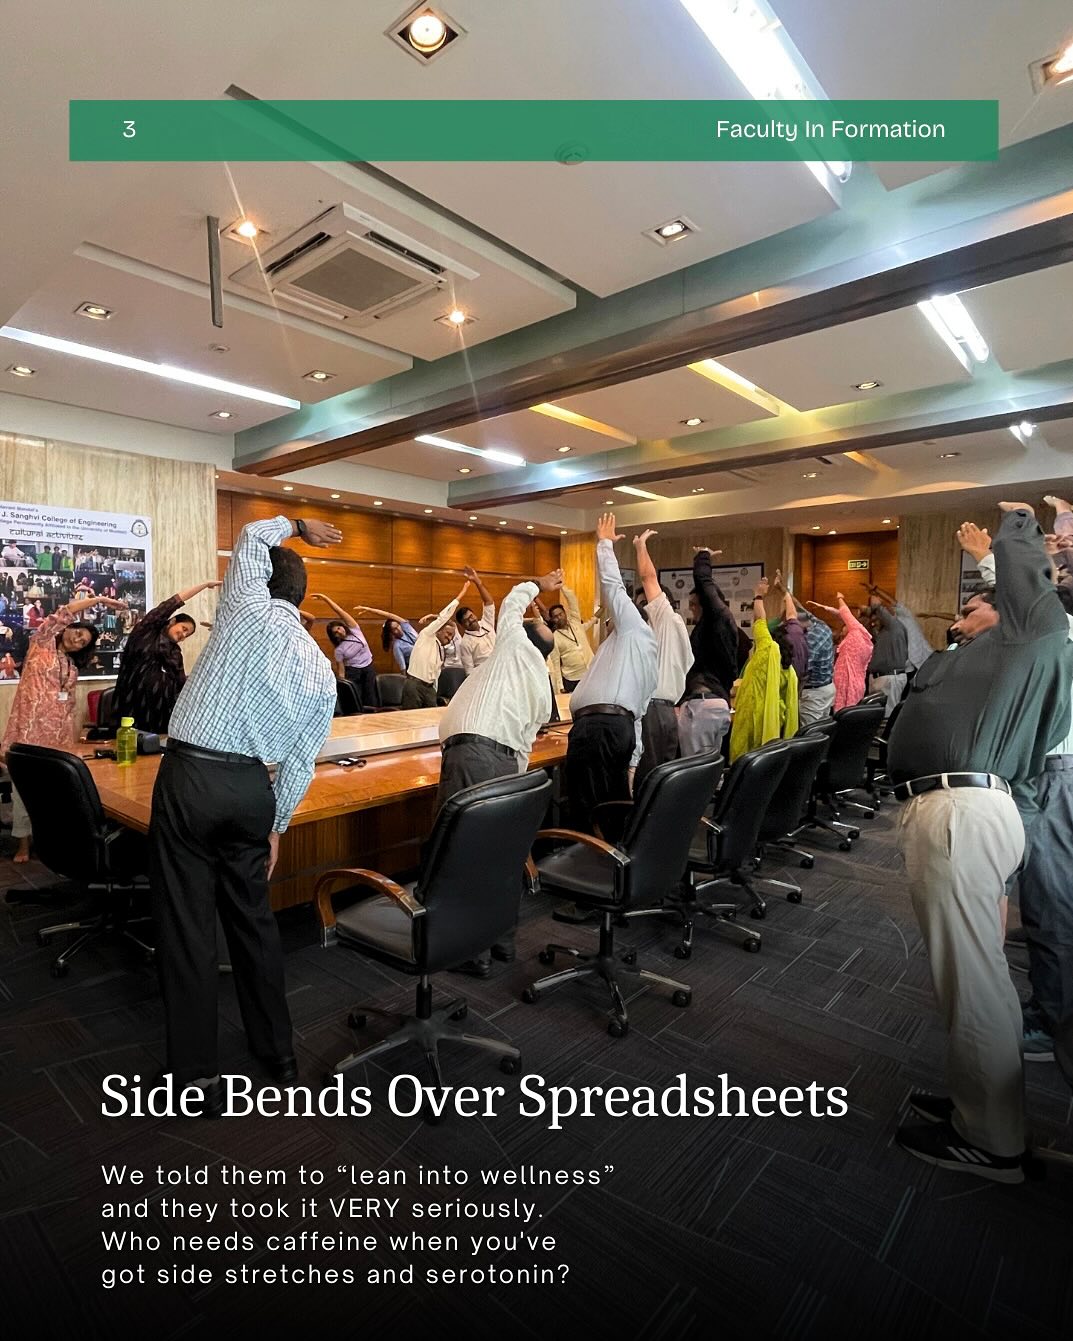 3
Faculty In Formation
J. Sanghvi College of Engineering
cultural activities
Side Bends Over Spreadsheets
We told them to “lean into wellness”
and they took it VERY seriously.
Who needs caffeine when you've
got side stretches and serotonin?